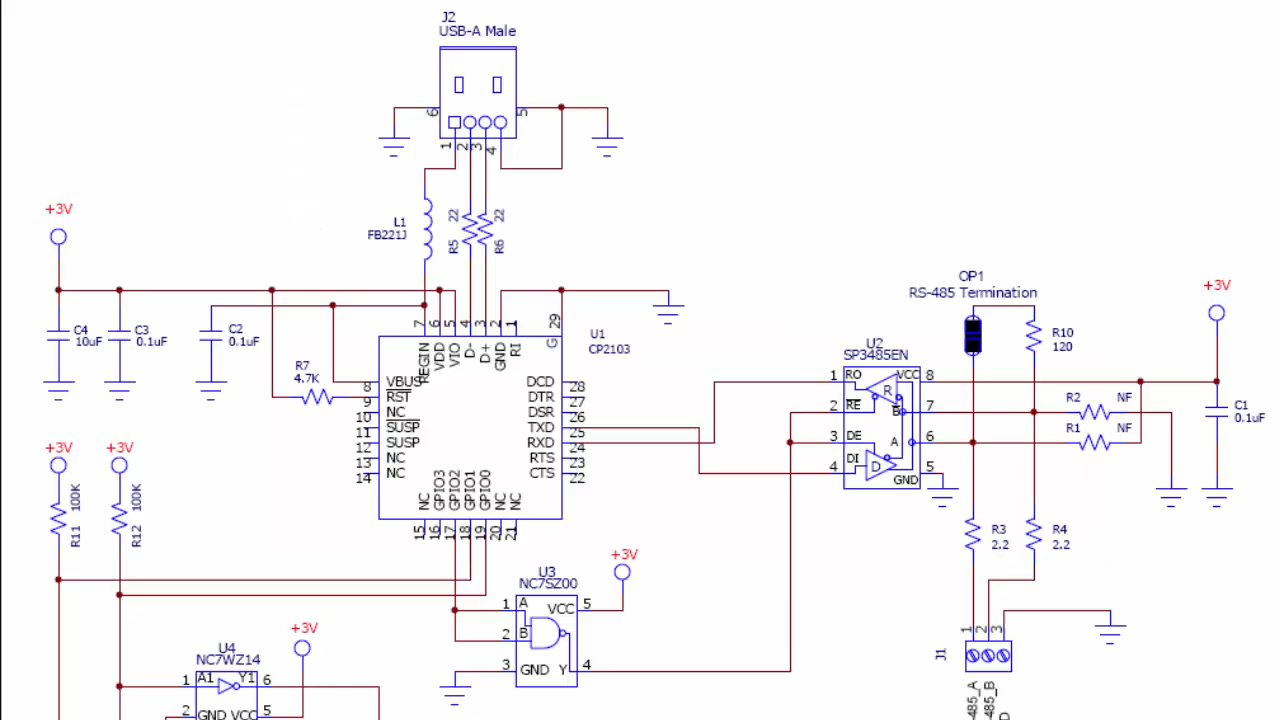 J2
USB-A Male
6
5
1
2
3
4
+3V
L1
FB221J
R5
22
R6
22
C4
10uF
C3
0.1uF
C2
0.1uF
R7
4.7K
7
6
5
4
3
2
1
29
REGIN
VDD
VIO
D-
D+
GND
RI
G
U1
CP2103
8
VBUS
9
RST
10
NC
11
SUSP
12
SUSP
13
NC
14
NC
DCD
28
DTR
27
DSR
26
TXD
25
RXD
24
RTS
23
CTS
22
NC
GPIO3
GPIO2
GPIO1
GPIO0
NC
NC
15
16
17
18
19
20
21
OP1
RS-485 Termination
R10
120
+3V
U2
SP3485EN
1
RO
VCC
8
R
2
RE
B
7
3
DE
A
6
4
DI
D
GND
5
R2
NF
R1
NF
C1
0.1uF
R3
2.2
R4
2.2
+3V
+3V
R11
100K
R12
100K
U3
NC7SZ00
1
A
VCC
5
2
B
3
GND
Y
4
+3V
U4
NC7WZ14
+3V
1
A1
Y1
6
2
GND
VCC
5
J1
1
2
3
485_A
485_B